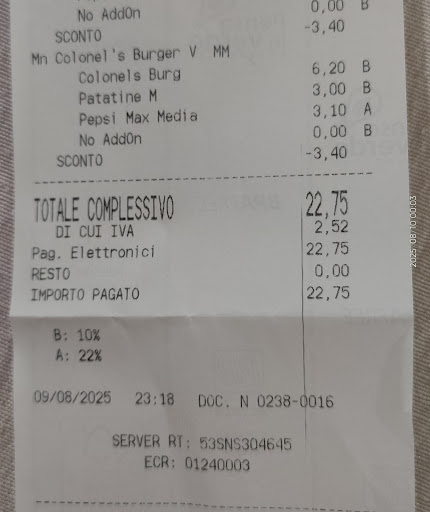 No AddOn 0,00 B
SCONTO -3,40
Mn Colonel's Burger V MM
Colonels Burg 6,20 B
Patatine M 3,00 B
Pepsi Max Media 3,10 A
No AddOn 0,00 B
SCONTO -3,40
TOTALE COMPLESSIVO 22,75
DI CUI IVA 2,52
Pag. Elettronici 22,75
RESTO 0,00
IMPORTO PAGATO 22,75
B: 10%
A: 22%
09/08/2025 23:18 DOC. N 0238-0016
SERVER RT: 53SNS304645
ECR: 01240003